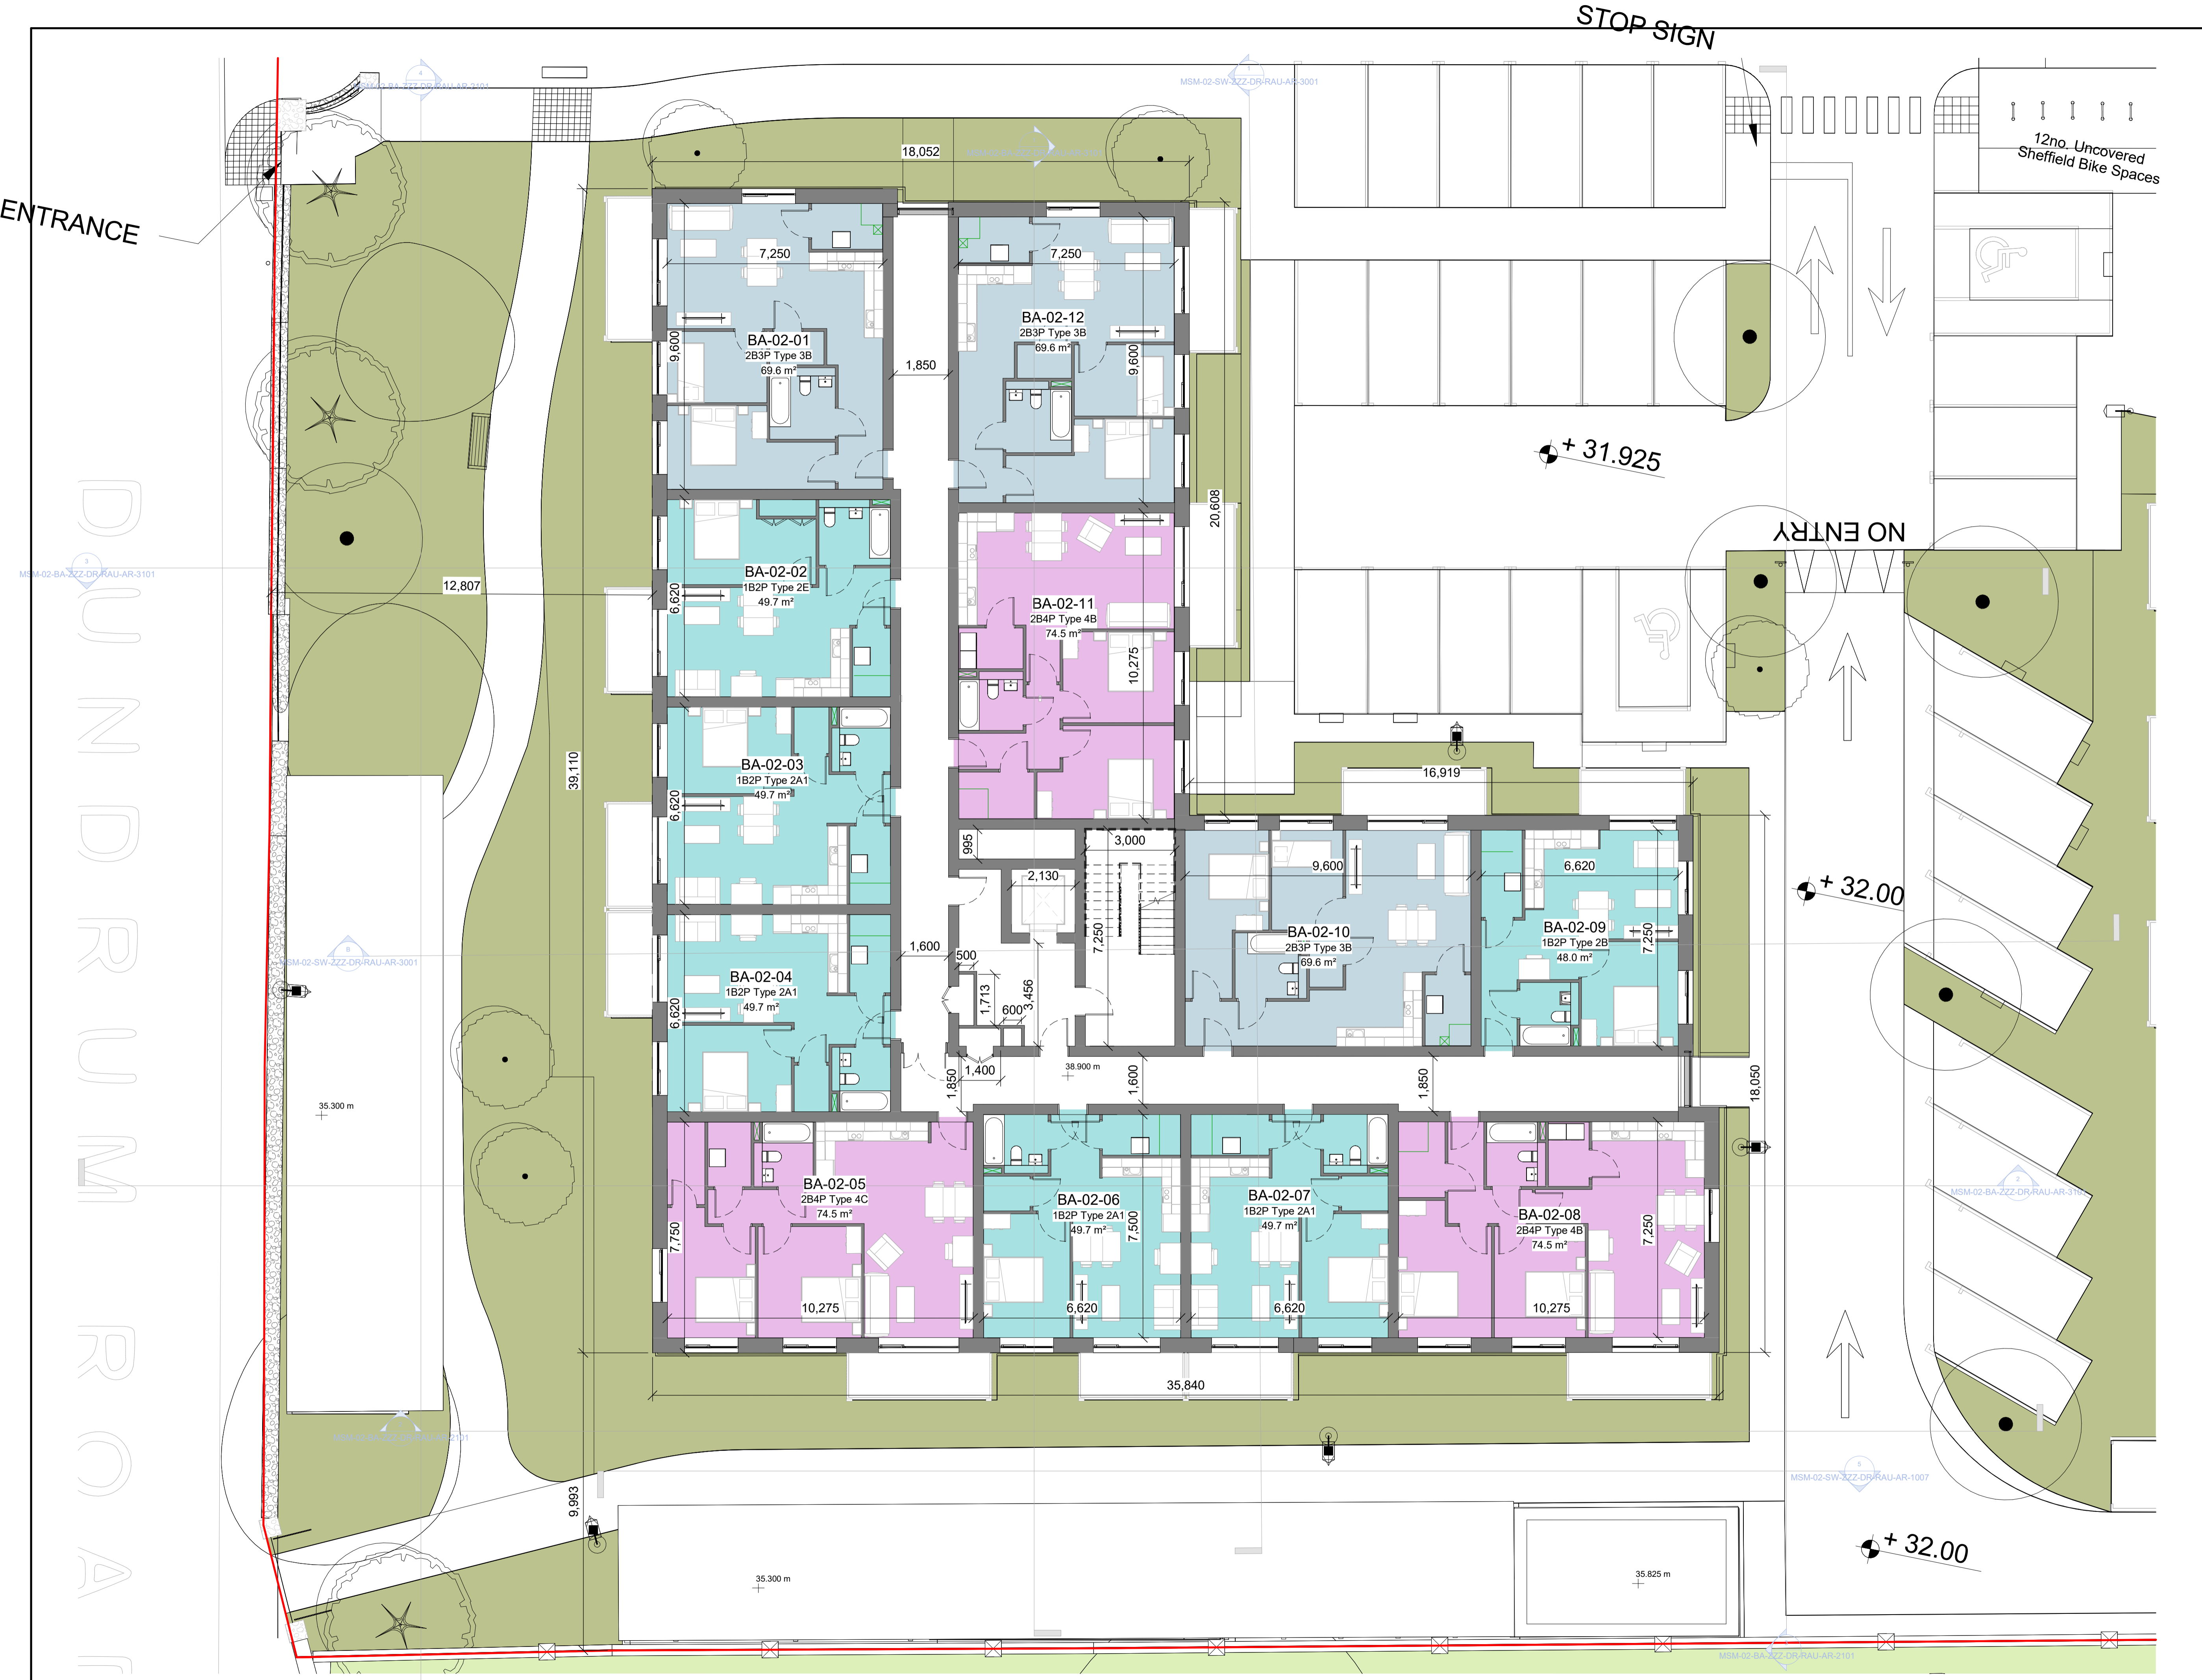 STOP SIGN
MSM-02-SW-ZZZ-DR-RAU-AR-3001
12no. Uncovered
Sheffield Bike Spaces
ENTRANCE
18,052
7,250
7,250
BA-02-01
2B3P Type 3B
69.6 m²
9,600
1,850
BA-02-12
2B3P Type 3B
69.6 m²
9,600
+ 31.925
20,608
NO ENTRY
3
MSM-02-BA-ZZZ-DR-RAU-AR-3101
12,807
BA-02-02
1B2P Type 2E
49.7 m²
6,620
BA-02-11
2B4P Type 4B
74.5 m²
10,275
39,110
BA-02-03
1B2P Type 2A1
49.7 m²
6,620
16,919
995
3,000
2,130
7,250
9,600
6,620
BA-02-10
2B3P Type 3B
69.6 m²
BA-02-09
1B2P Type 2B
48.0 m²
7,250
+ 32.00
8
MSM-02-SW-ZZZ-DR-RAU-AR-3001
1,600
500
BA-02-04
1B2P Type 2A1
49.7 m²
6,620
1,713
600
3,456
38.900 m
1,850
1,400
1,600
1,850
18,050
35.300 m
BA-02-05
2B4P Type 4C
74.5 m²
7,750
10,275
BA-02-06
1B2P Type 2A1
49.7 m²
7,500
6,620
BA-02-07
1B2P Type 2A1
49.7 m²
6,620
BA-02-08
2B4P Type 4B
74.5 m²
7,250
10,275
2
35,840
5
MSM-02-SW-ZZZ-DR-RAU-AR-1007
9,993
+ 32.00
35.300 m
35.825 m
MSM-02-BA-ZZZ-DR-RAU-AR-2101
DUNDRUM ROA